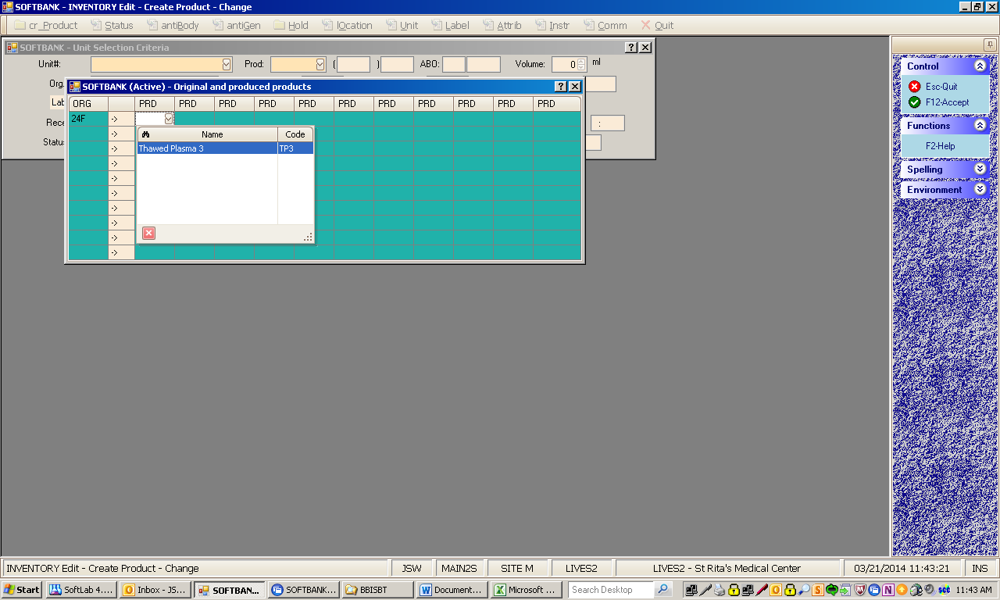 SOFTBANK - INVENTORY Edit - Create Product - Change
cr_Product Status antiBody antiGen Hold lOcation Unit Label Attrib Instr Comm Quit
SOFTBANK - Unit Selection Criteria
Unit#: Prod: ( ) ABO: Volume: 0 ml
Org.
SOFTBANK (Active) - Original and produced products
Lab
ORG PRD PRD PRD PRD PRD PRD PRD PRD PRD PRD PRD
24F ->
Rece
:
->
Name Code
Status
->
Thawed Plasma 3 TP3
->
->
->
->
->
->
->
Control
Esc-Quit
F12-Accept
Functions
F2-Help
Spelling
Environment
INVENTORY Edit - Create Product - Change JSW MAIN2S SITE M LIVES2 LIVES2 - St Rita's Medical Center 03/21/2014 11:43:21 INS
Start SoftLab 4.... Inbox - JS... SOFTBAN... SOFTBANK... BBISBT Document... Microsoft ... Search Desktop 11:43 AM